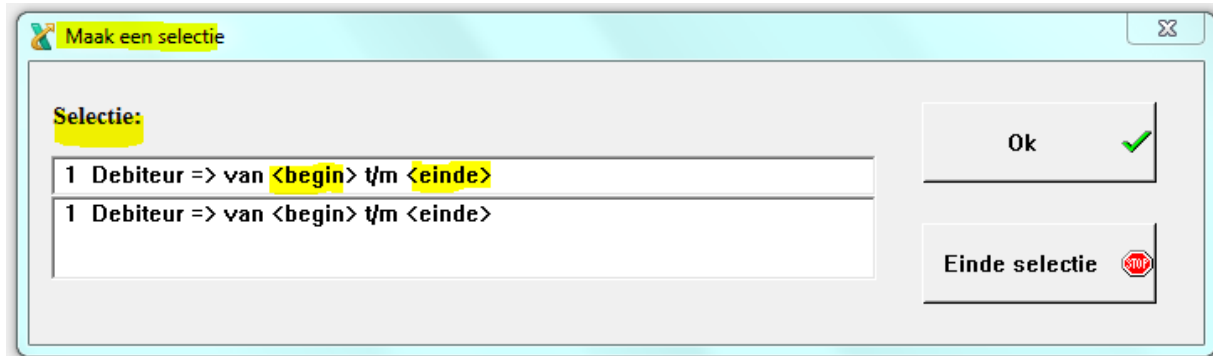 Maak een selectie
Selectie:
1 Debiteur => van <begin> t/m <einde>
1 Debiteur => van <begin> t/m <einde>
Ok
Einde selectie
STOP